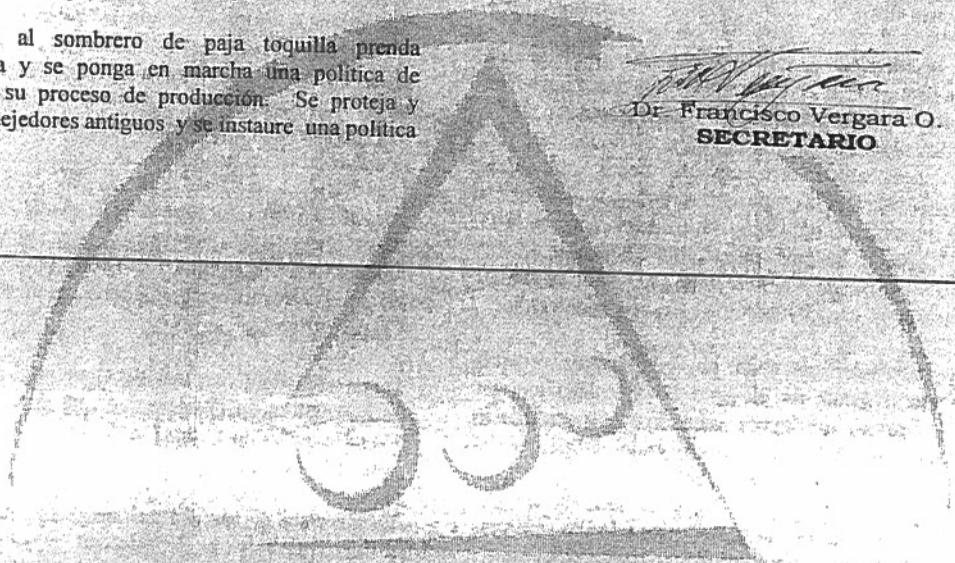 al sombrero de paja toquilla prenda
y se ponga en marcha una política de
su proceso de producción. Se proteja y
ejedores antiguos y se instaure una política
Dr. Francisco Vergara O.
SECRETARIO